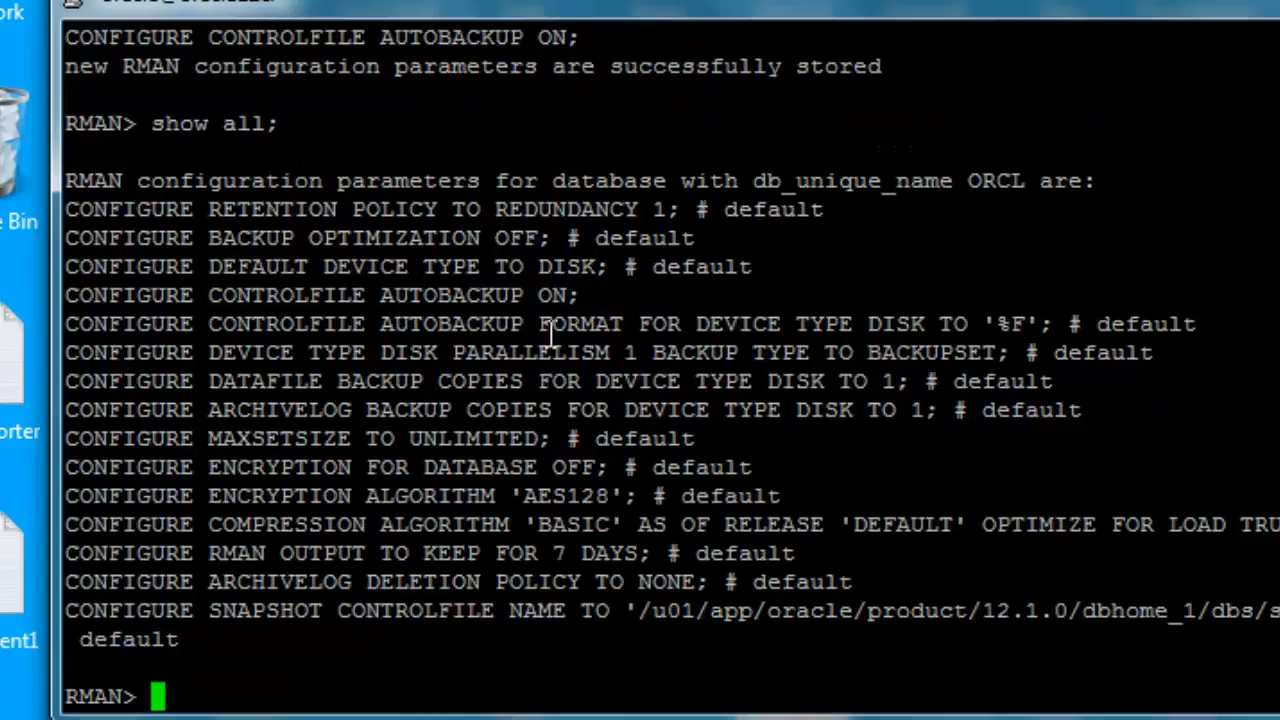 ork
CONFIGURE CONTROLFILE AUTOBACKUP ON;
new RMAN configuration parameters are successfully stored
RMAN> show all;
RMAN configuration parameters for database with db_unique_name ORCL are:
CONFIGURE RETENTION POLICY TO REDUNDANCY 1; # default
e Bin
CONFIGURE BACKUP OPTIMIZATION OFF; # default
CONFIGURE DEFAULT DEVICE TYPE TO DISK; # default
CONFIGURE CONTROLFILE AUTOBACKUP ON;
CONFIGURE CONTROLFILE AUTOBACKUP FORMAT FOR DEVICE TYPE DISK TO '%F'; # default
CONFIGURE DEVICE TYPE DISK PARALLELISM 1 BACKUP TYPE TO BACKUPSET; # default
CONFIGURE DATAFILE BACKUP COPIES FOR DEVICE TYPE DISK TO 1; # default
CONFIGURE ARCHIVELOG BACKUP COPIES FOR DEVICE TYPE DISK TO 1; # default
orter
CONFIGURE MAXSETSIZE TO UNLIMITED; # default
CONFIGURE ENCRYPTION FOR DATABASE OFF; # default
CONFIGURE ENCRYPTION ALGORITHM 'AES128'; # default
CONFIGURE COMPRESSION ALGORITHM 'BASIC' AS OF RELEASE 'DEFAULT' OPTIMIZE FOR LOAD TRU
CONFIGURE RMAN OUTPUT TO KEEP FOR 7 DAYS; # default
CONFIGURE ARCHIVELOG DELETION POLICY TO NONE; # default
CONFIGURE SNAPSHOT CONTROLFILE NAME TO '/u01/app/oracle/product/12.1.0/dbhome_1/dbs/s
ent1
default
RMAN>